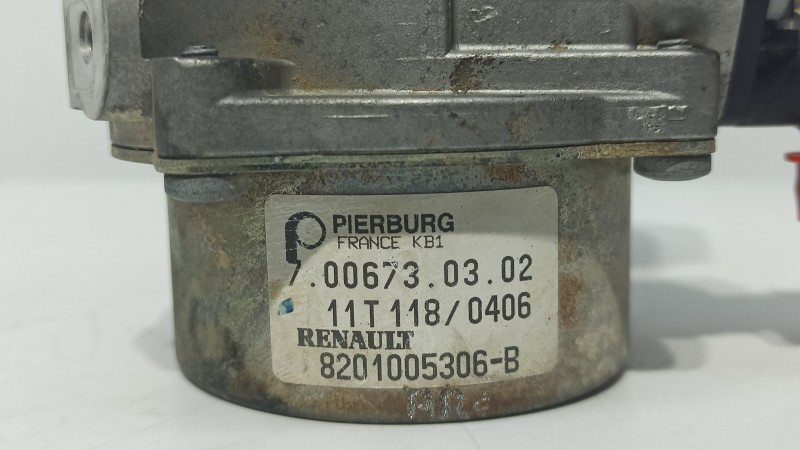 PIERBURG
FRANCE KB1
7.00673.03.02
11T118/0406
RENAULT
8201005306-B